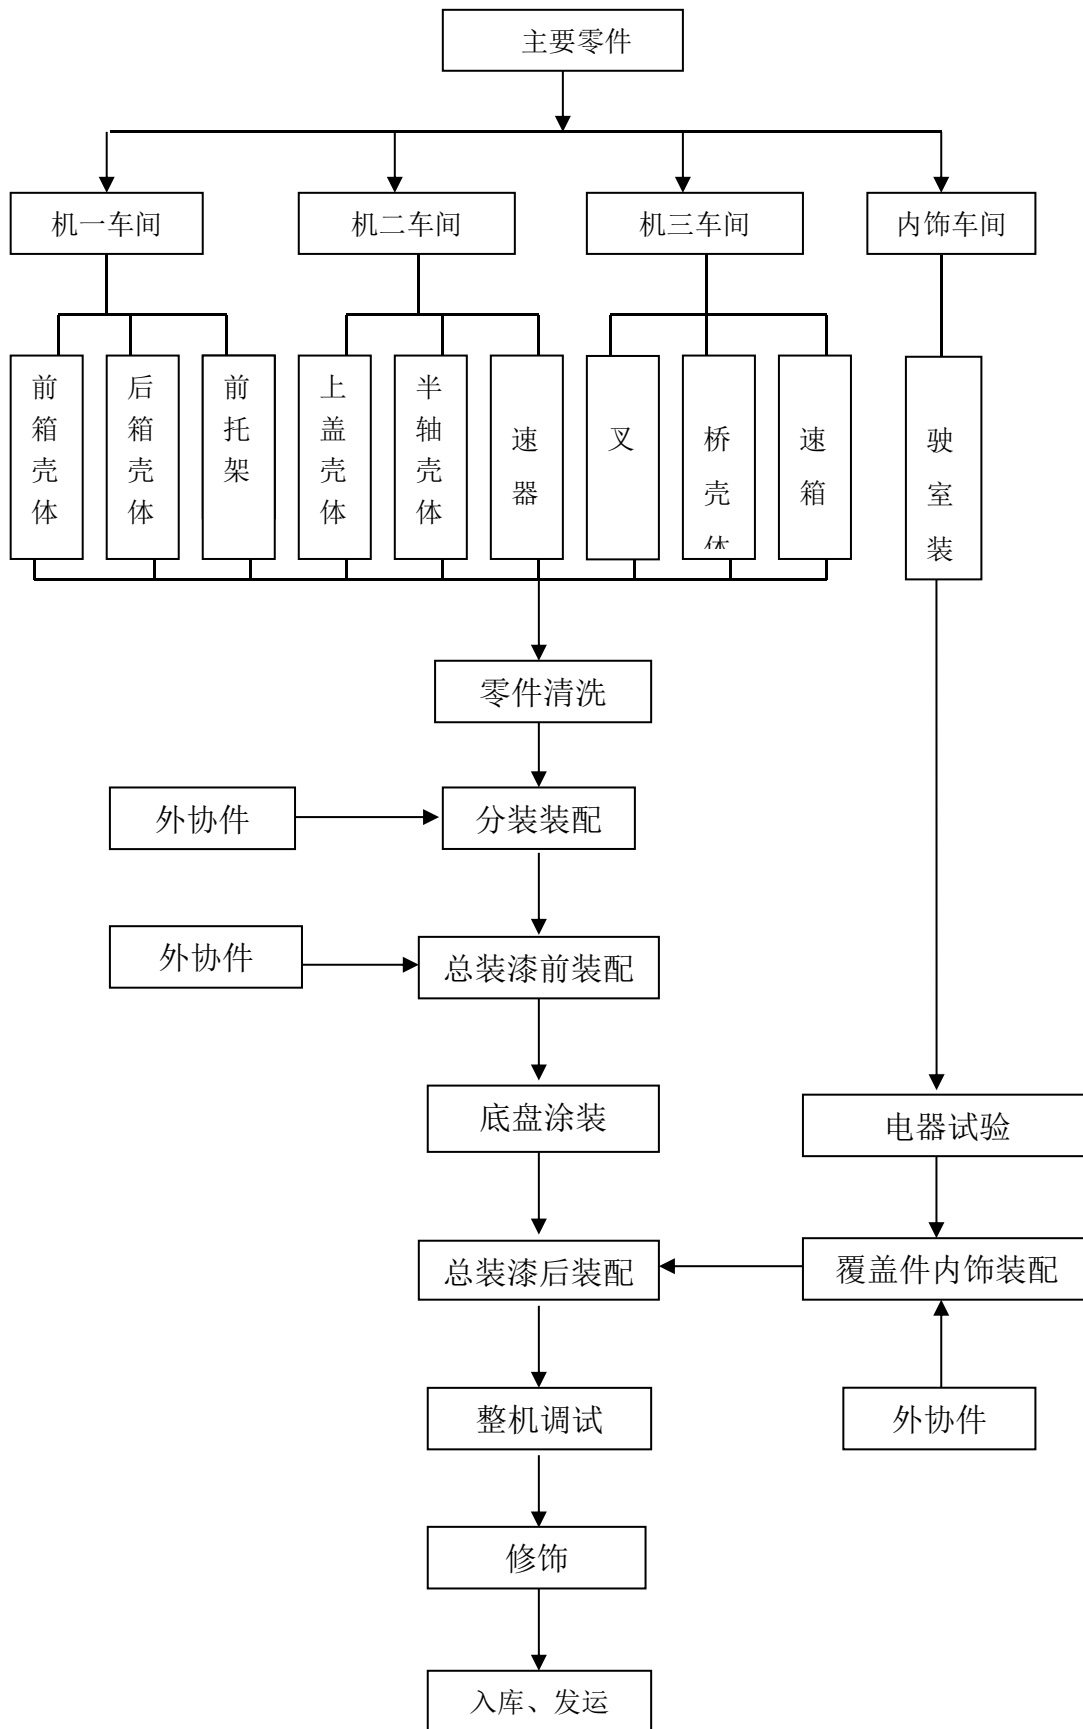 主要零件
机一车间
机二车间
机三车间
内饰车间
前箱壳体
后箱壳体
前托架
上盖壳体
半轴壳体
速器
叉
桥壳体
速箱
驶室装
零件清洗
外协件
分装装配
外协件
总装漆前装配
底盘涂装
电器试验
总装漆后装配
覆盖件内饰装配
整机调试
外协件
修饰
入库、发运